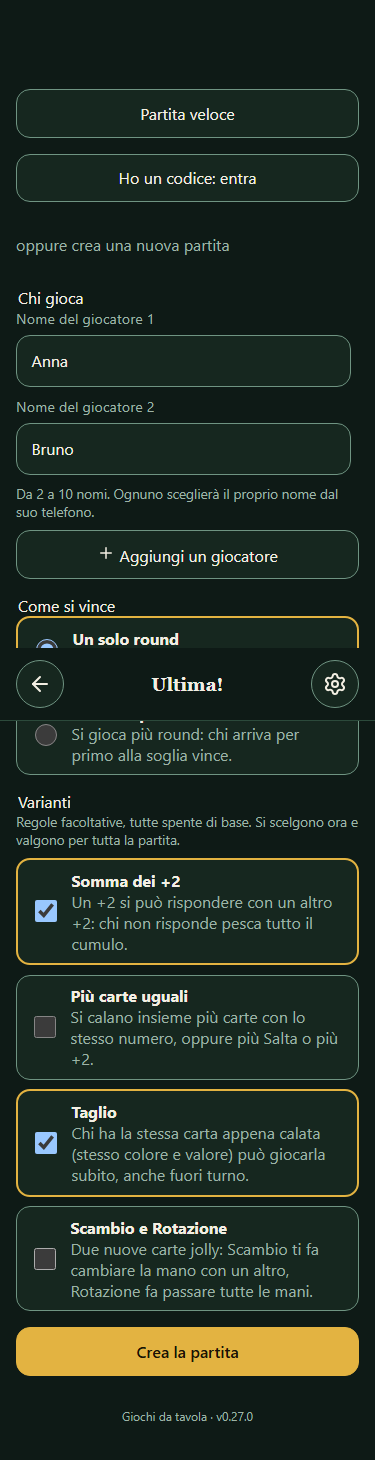 Partita veloce
Ho un codice: entra
oppure crea una nuova partita
Chi gioca
Nome del giocatore 1
Anna
Nome del giocatore 2
Bruno
Da 2 a 10 nomi. Ognuno sceglierà il proprio nome dal
suo telefono.
+ Aggiungi un giocatore
Come si vince
Un solo round
Ultima!
Si gioca più round: chi arriva per
primo alla soglia vince.
Varianti
Regole facoltative, tutte spente di base. Si scelgono ora e
valgono per tutta la partita.
Somma dei +2
Un +2 si può rispondere con un altro
+2: chi non risponde pesca tutto il
cumulo.
Più carte uguali
Si calano insieme più carte con lo
stesso numero, oppure più Salta o più
+2.
Taglio
Chi ha la stessa carta appena calata
(stesso colore e valore) può giocarla
subito, anche fuori turno.
Scambio e Rotazione
Due nuove carte jolly: Scambio ti fa
cambiare la mano con un altro,
Rotazione fa passare tutte le mani.
Crea la partita
Giochi da tavola · v0.27.0